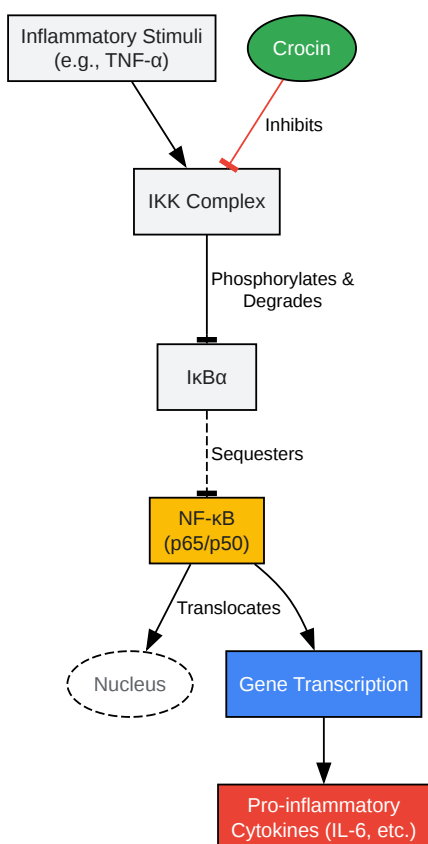 Inflammatory Stimuli
(e.g., TNF-α)
Crocin
Inhibits
IKK Complex
Phosphorylates &
Degrades
IκBα
Sequesters
NF-κB
(p65/p50)
Translocates
Nucleus
Gene Transcription
Pro-inflammatory
Cytokines (IL-6, etc.)